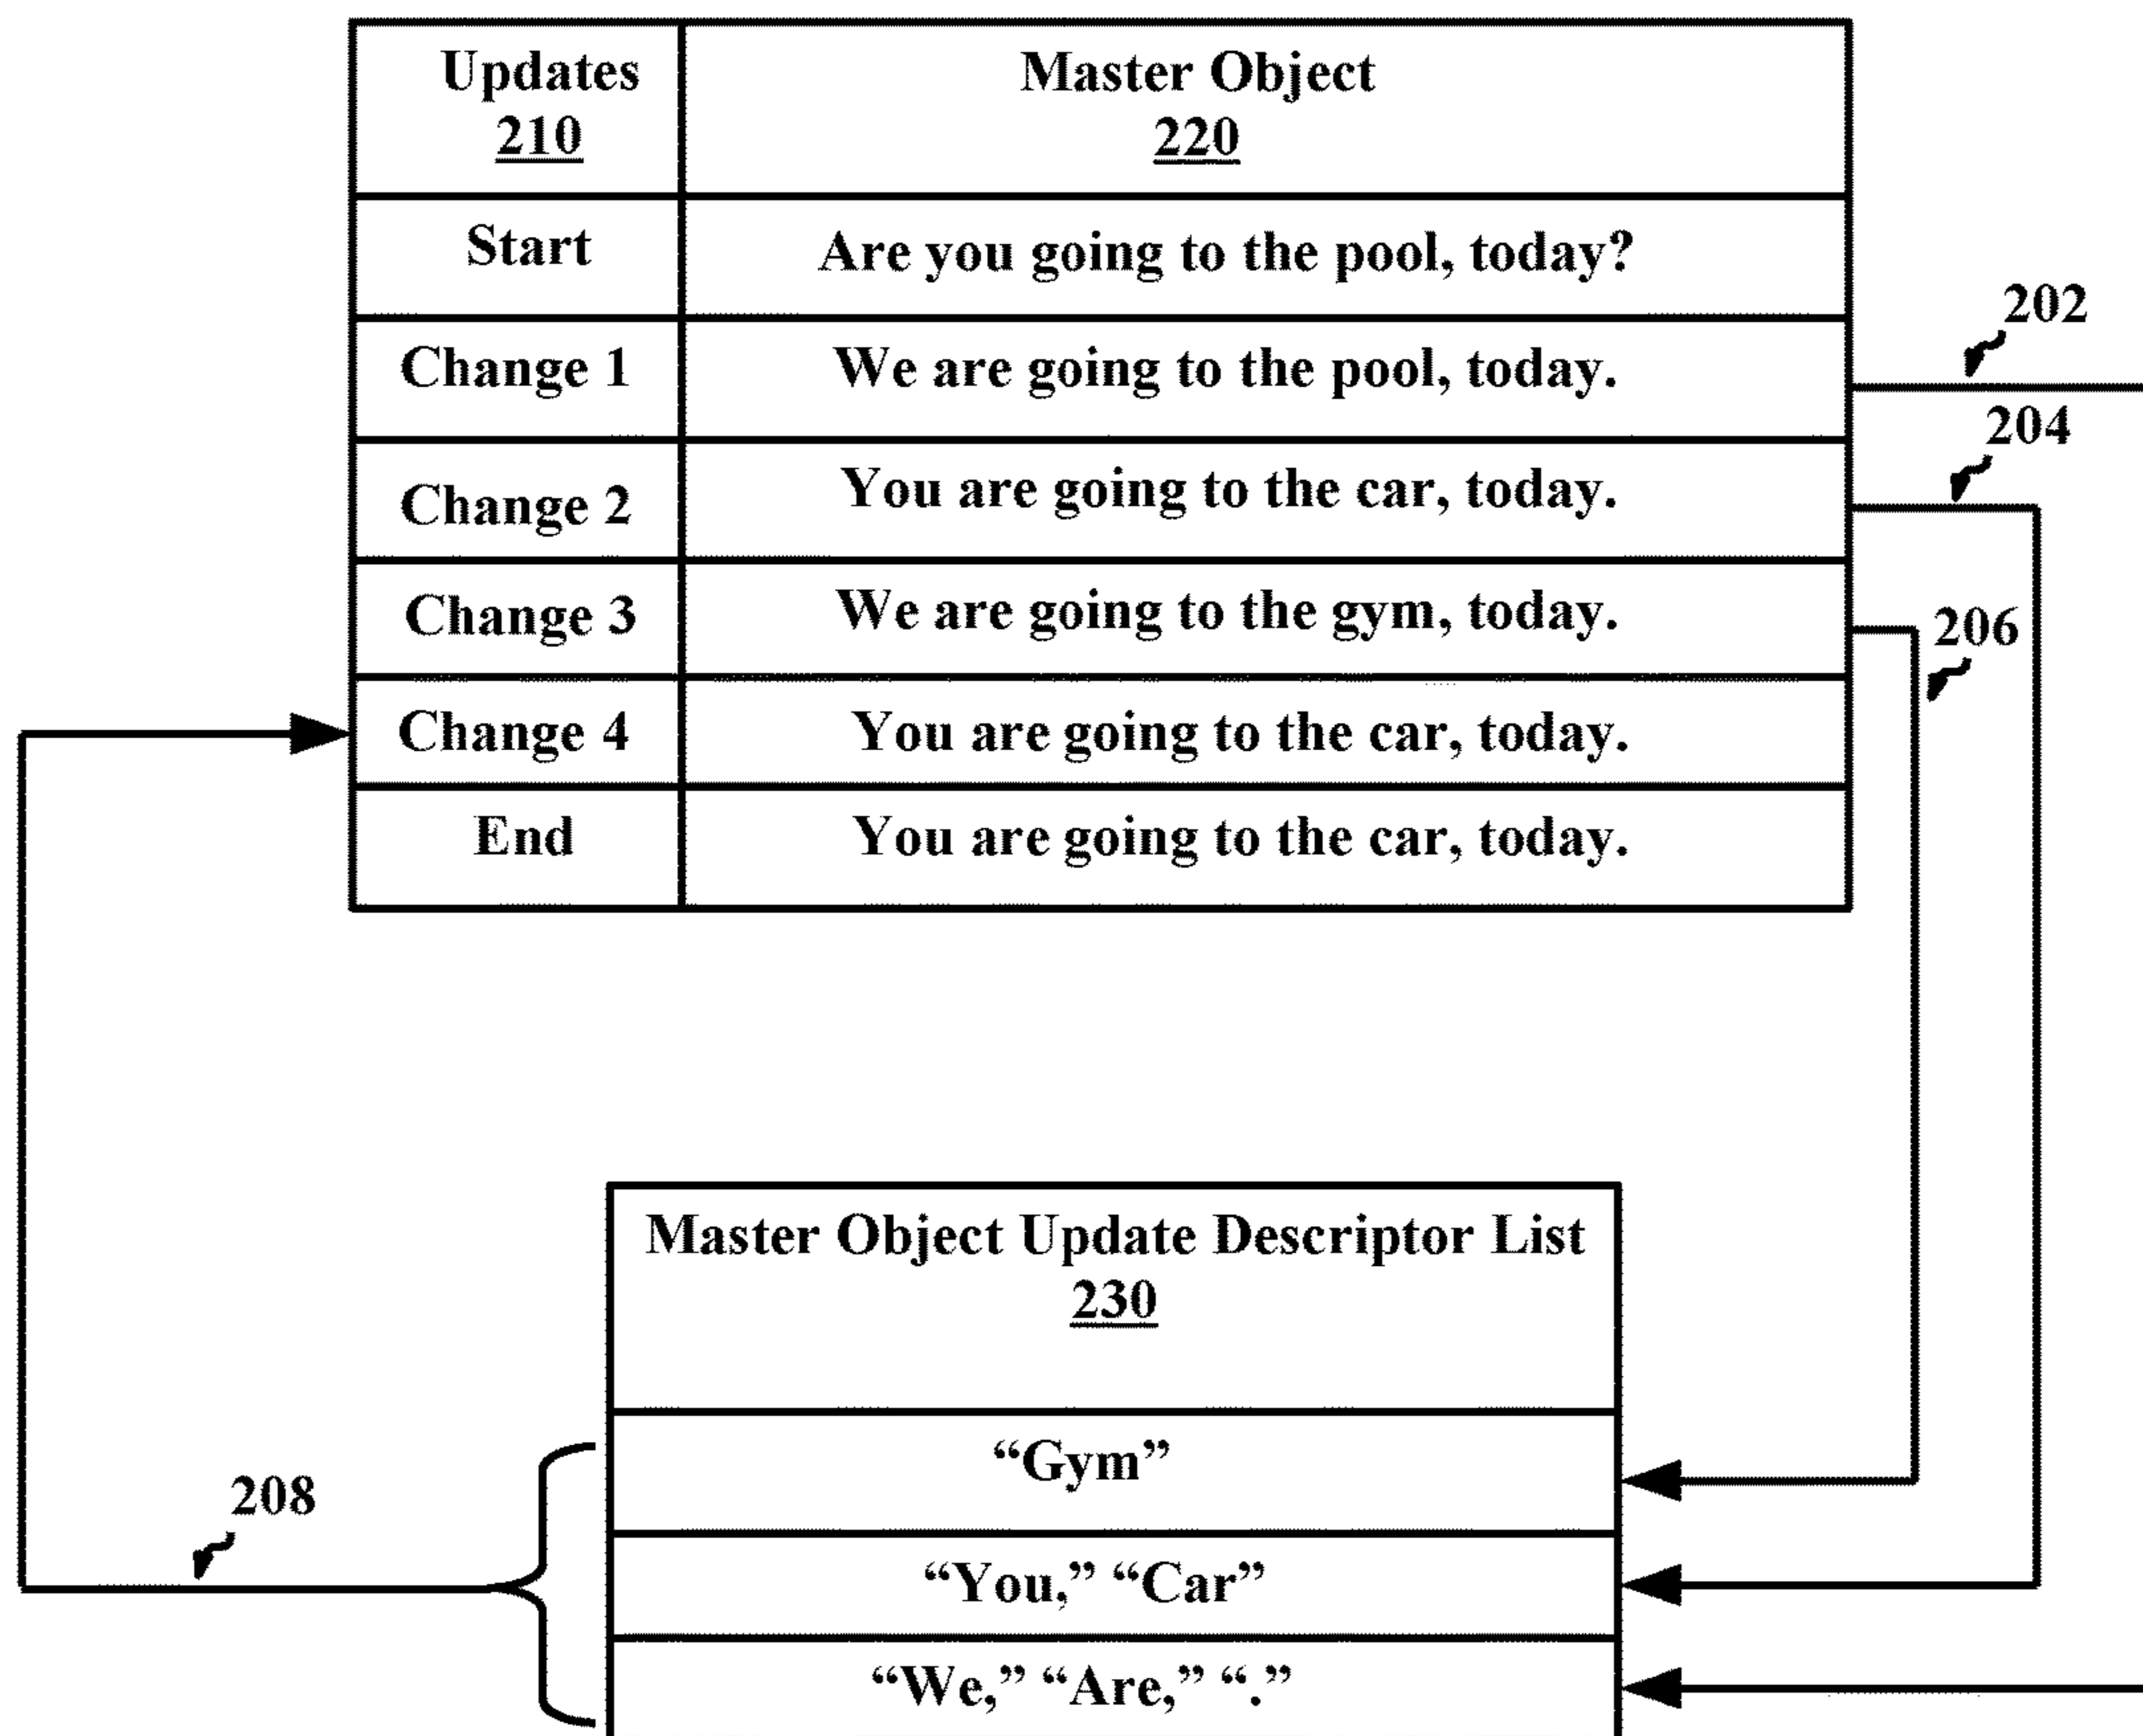 Updates
210
Master Object
220
Start
Are you going to the pool, today?
Change 1
We are going to the pool, today.
202
Change 2
You are going to the car, today.
204
Change 3
We are going to the gym, today.
206
Change 4
You are going to the car, today.
End
You are going to the car, today.
Master Object Update Descriptor List
230
“Gym”
208
“You,” “Car”
“We,” “Are,” “.”